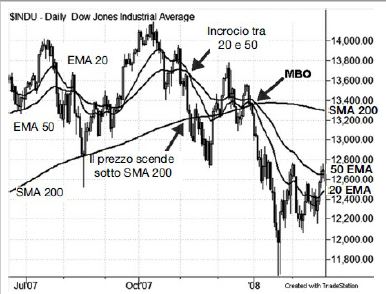 $INDU - Daily Dow Jones Industrial Average
Incrocio tra
20 e 50
EMA 20
MBO
EMA 50
SMA 200
Il prezzo scende
sotto SMA 200
SMA 200
50 EMA
20 EMA
14,000.00
13,800.00
13,600.00
13,400.00
13,200.00
13,000.00
12,800.00
12,600.00
12,400.00
12,200.00
12,000.00
11,800.00
Jul'07
Oct'07
'08
Created with TradeStation